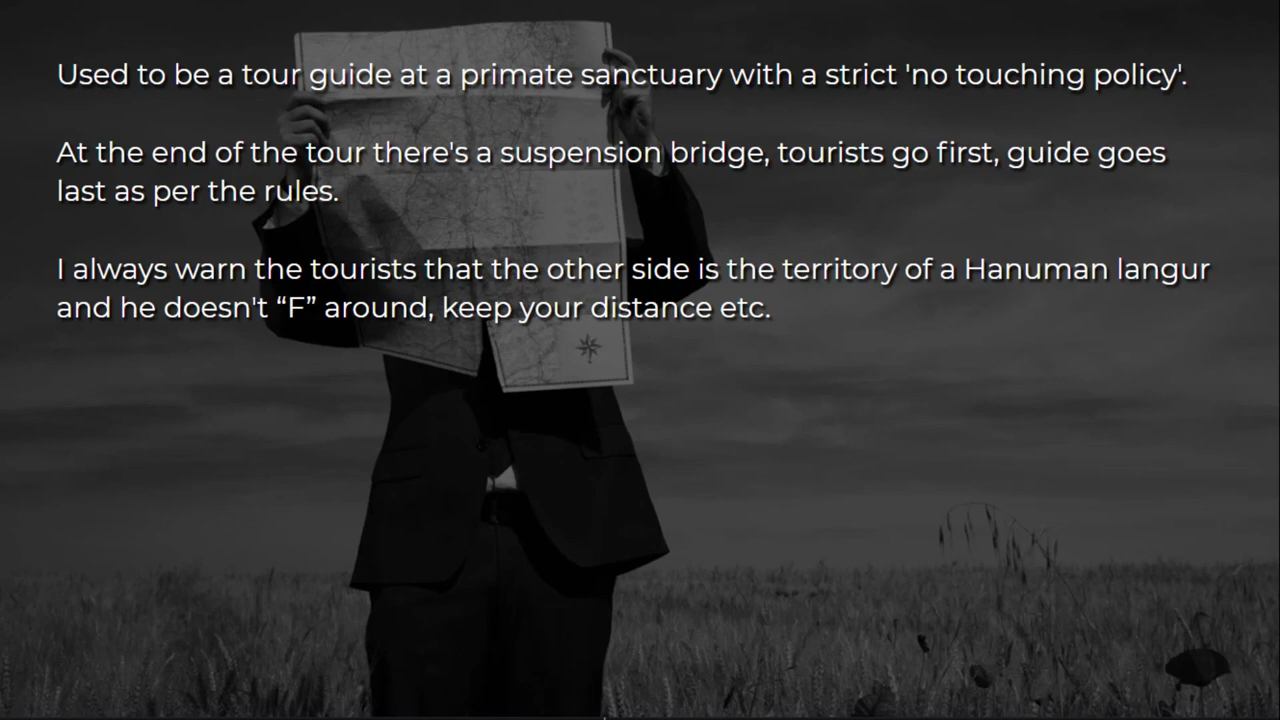 Used to be a tour guide at a primate sanctuary with a strict 'no touching policy'.
At the end of the tour there's a suspension bridge, tourists go first, guide goes
last as per the rules.
I always warn the tourists that the other side is the territory of a Hanuman langur
and he doesn't “F” around, keep your distance etc.